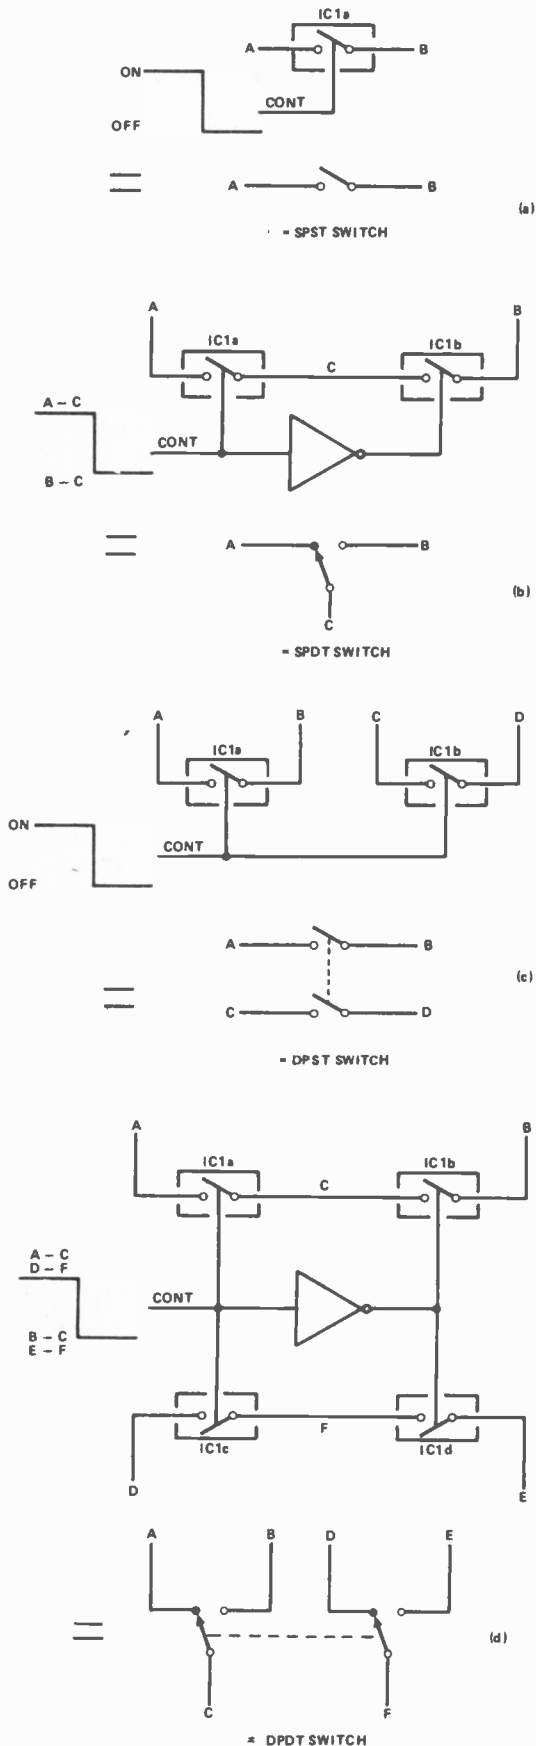 IC1a
A B
ON
CONT
OFF
A B
(a)
= SPST SWITCH
A B
IC1a IC1b
C
A – C
CONT
B – C
A B
(b)
C
= SPDT SWITCH
A B C D
IC1a IC1b
ON
CONT
OFF
A B
(c)
C D
= DPST SWITCH
A B
IC1a IC1b
C
A – C
D – F
CONT
B – C
E – F
F
IC1c IC1d
D E
A B D E
(d)
C F
= DPDT SWITCH